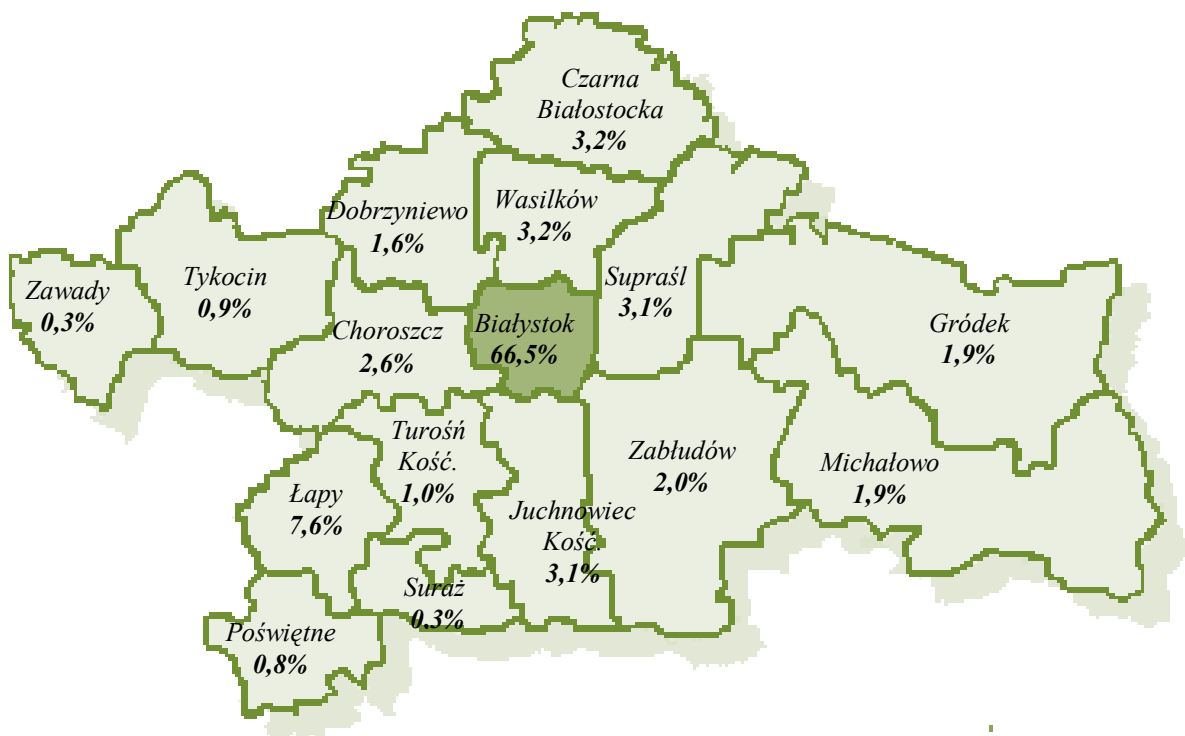 Czarna
Białostocka
3,2%
Dobrzyniewo
1,6%
Wasilków
3,2%
Zawady
0,3%
Tykocin
0,9%
Choroszcz
2,6%
Białystok
66,5%
Supraśl
3,1%
Gródek
1,9%
Turośń
Kość.
1,0%
Łapy
7,6%
Juchnowiec
Kość.
3,1%
Zabłudów
2,0%
Michałowo
1,9%
Suraż
0,3%
Poświętne
0,8%